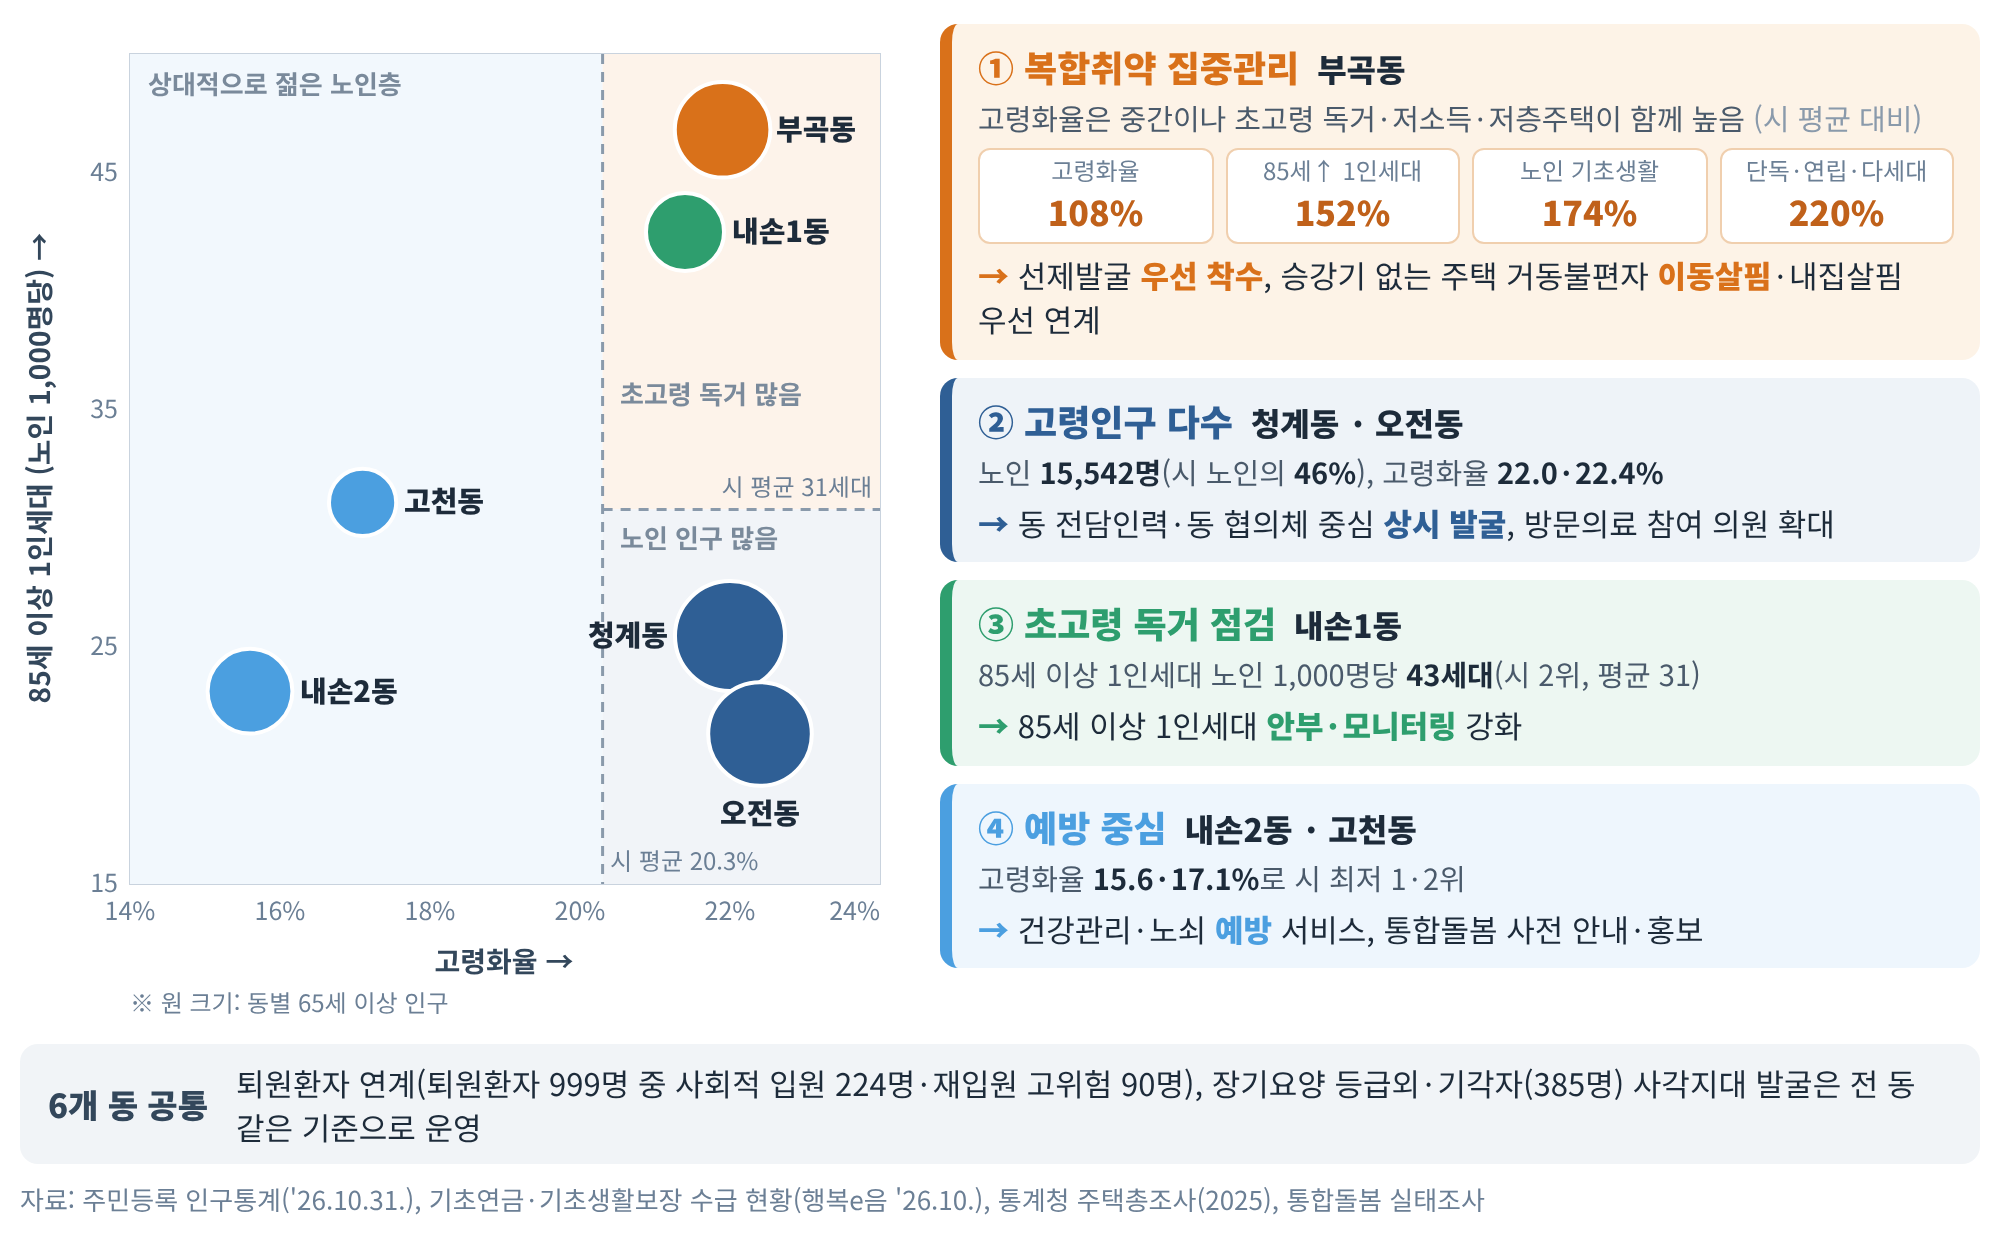 상대적으로 젊은 노인층
부곡동
내손1동
초고령 독거 많음
시 평균 31세대
고천동
노인 인구 많음
청계동
내손2동
오전동
시 평균 20.3%
45
35
25
15
14%
16%
18%
20%
22%
24%
85세 이상 1인세대 (노인 1,000명당) →
고령화율 →
※ 원 크기: 동별 65세 이상 인구
① 복합취약 집중관리 부곡동
고령화율은 중간이나 초고령 독거·저소득·저층주택이 함께 높음 (시 평균 대비)
고령화율
108%
85세↑ 1인세대
152%
노인 기초생활
174%
단독·연립·다세대
220%
→ 선제발굴 우선 착수, 승강기 없는 주택 거동불편자 이동살핌·내집살핌
우선 연계
② 고령인구 다수 청계동 · 오전동
노인 15,542명(시 노인의 46%), 고령화율 22.0·22.4%
→ 동 전담인력·동 협의체 중심 상시 발굴, 방문의료 참여 의원 확대
③ 초고령 독거 점검 내손1동
85세 이상 1인세대 노인 1,000명당 43세대(시 2위, 평균 31)
→ 85세 이상 1인세대 안부·모니터링 강화
④ 예방 중심 내손2동 · 고천동
고령화율 15.6·17.1%로 시 최저 1·2위
→ 건강관리·노쇠 예방 서비스, 통합돌봄 사전 안내·홍보
6개 동 공통
퇴원환자 연계(퇴원환자 999명 중 사회적 입원 224명·재입원 고위험 90명), 장기요양 등급외·기각자(385명) 사각지대 발굴은 전 동
같은 기준으로 운영
자료: 주민등록 인구통계('26.10.31.), 기초연금·기초생활보장 수급 현황(행복e음 '26.10.), 통계청 주택총조사(2025), 통합돌봄 실태조사